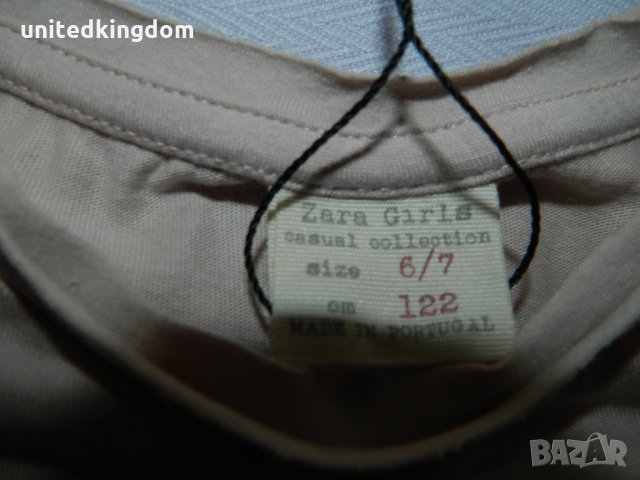 unitedkingdom
Zara Girls
casual collection
size 6/7
cm 122
MADE IN PORTUGAL
BAZAR